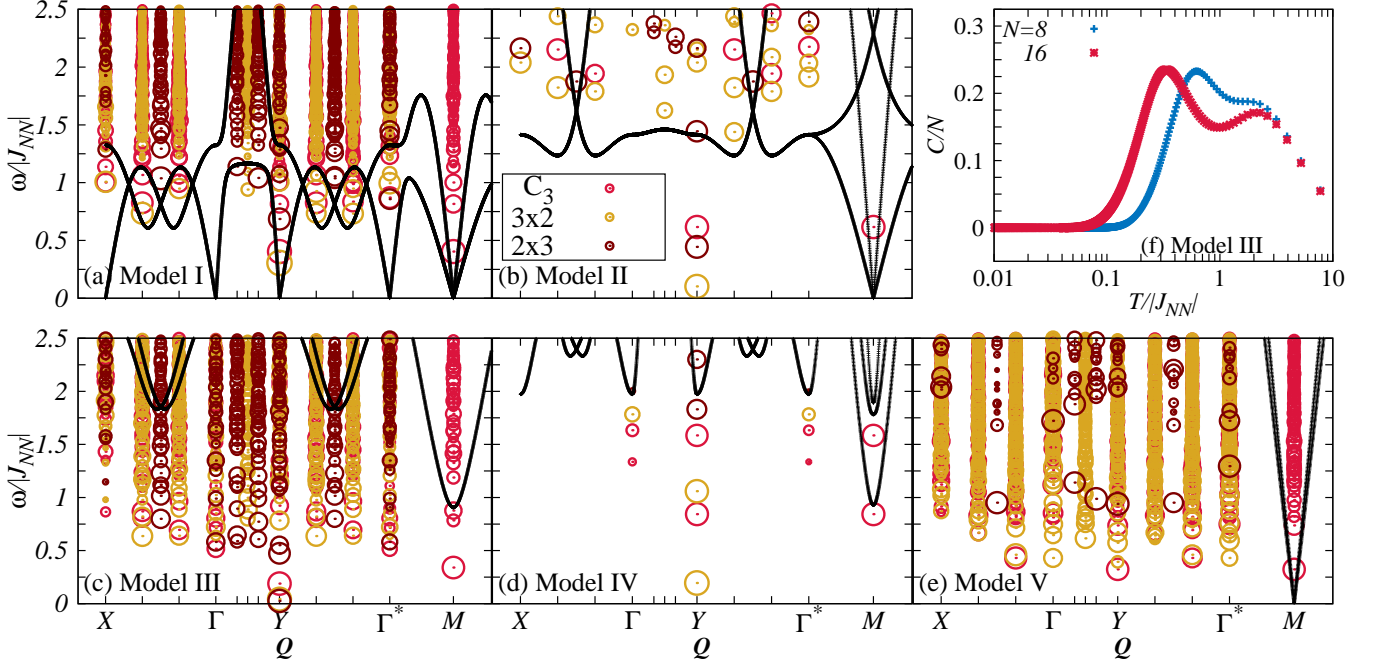 2.5
2
1.5
1
0.5
0
ω/|J_NN|
(a) Model I
C_3
3x2
2x3
(b) Model II
0.3
0.2
0.1
0
C/N
N=8
16
(f) Model III
0.01 0.1 1 10
T/|J_NN|
2.5
2
1.5
1
0.5
0
ω/|J_NN|
(c) Model III
(d) Model IV
(e) Model V
X Γ Y Γ* M
Q
X Γ Y Γ* M
Q
X Γ Y Γ* M
Q